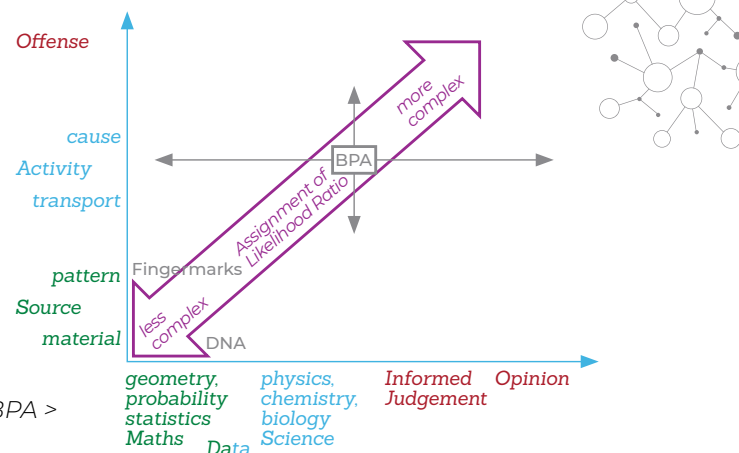 Offense
more
complex
cause
BPA
Activity
Assignment of
Likelihood Ratio
transport
pattern
Fingermarks
Source
less
complex
material
DNA
geometry,
probability
statistics
Maths
Data
physics,
chemistry,
biology
Science
Informed
Judgement
Opinion
BPA >